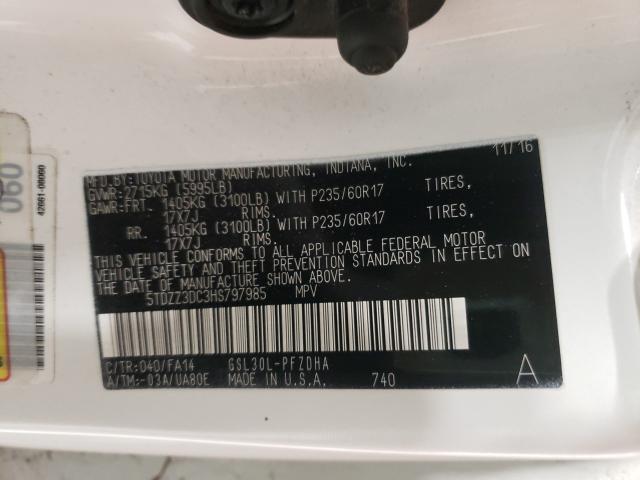 060
42661-08060
MFD.BY:TOYOTA MOTOR MANUFACTURING, INDIANA, INC. 11/16
GVWR:2715KG (5995LB)
GAWR:FRT. 1405KG (3100LB) WITH P235/60R17 TIRES,
17X7J RIMS.
RR. 1405KG (3100LB) WITH P235/60R17 TIRES,
17X7J RIMS.
THIS VEHICLE CONFORMS TO ALL APPLICABLE FEDERAL MOTOR
VEHICLE SAFETY AND THEFT PREVENTION STANDARDS IN EFFECT ON
THE DATE OF MANUFACTURE SHOWN ABOVE.
5TDZZ3DC3HS797985 MPV
C/TR:040/FA14 GSL30L-PFZDHA
A/TM:-03A/UA80E MADE IN U.S.A. 740 A